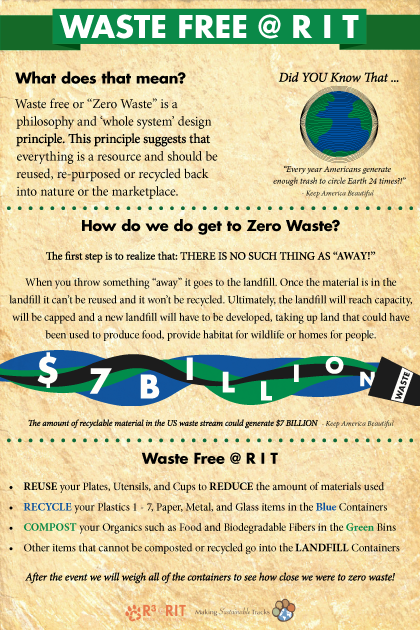 WASTE FREE @ R I T
What does that mean?
Waste free or “Zero Waste” is a
philosophy and ‘whole system’ design
principle. This principle suggests that
everything is a resource and should be
reused, re-purposed or recycled back
into nature or the marketplace.
Did YOU Know That ...
"Every year Americans generate
enough trash to circle Earth 24 times?!"
- Keep America Beautiful
How do we do get to Zero Waste?
The first step is to realize that: THERE IS NO SUCH THING AS “AWAY!”
When you throw something “away” it goes to the landfill. Once the material is in the
landfill it can't be reused and it won't be recycled. Ultimately, the landfill will reach capacity,
will be capped and a new landfill will have to be developed, taking up land that could have
been used to produce food, provide habitat for wildlife or homes for people.
$ 7 BILLION
WASTE
The amount of recyclable material in the US waste stream could generate $7 BILLION - Keep America Beautiful
Waste Free @ R I T
• REUSE your Plates, Utensils, and Cups to REDUCE the amount of materials used
• RECYCLE your Plastics 1 - 7, Paper, Metal, and Glass items in the Blue Containers
• COMPOST your Organics such as Food and Biodegradable Fibers in the Green Bins
• Other items that cannot be composted or recycled go into the LANDFILL Containers
After the event we will weigh all of the containers to see how close we were to zero waste!
R³ RIT Making Sustainable Tracks